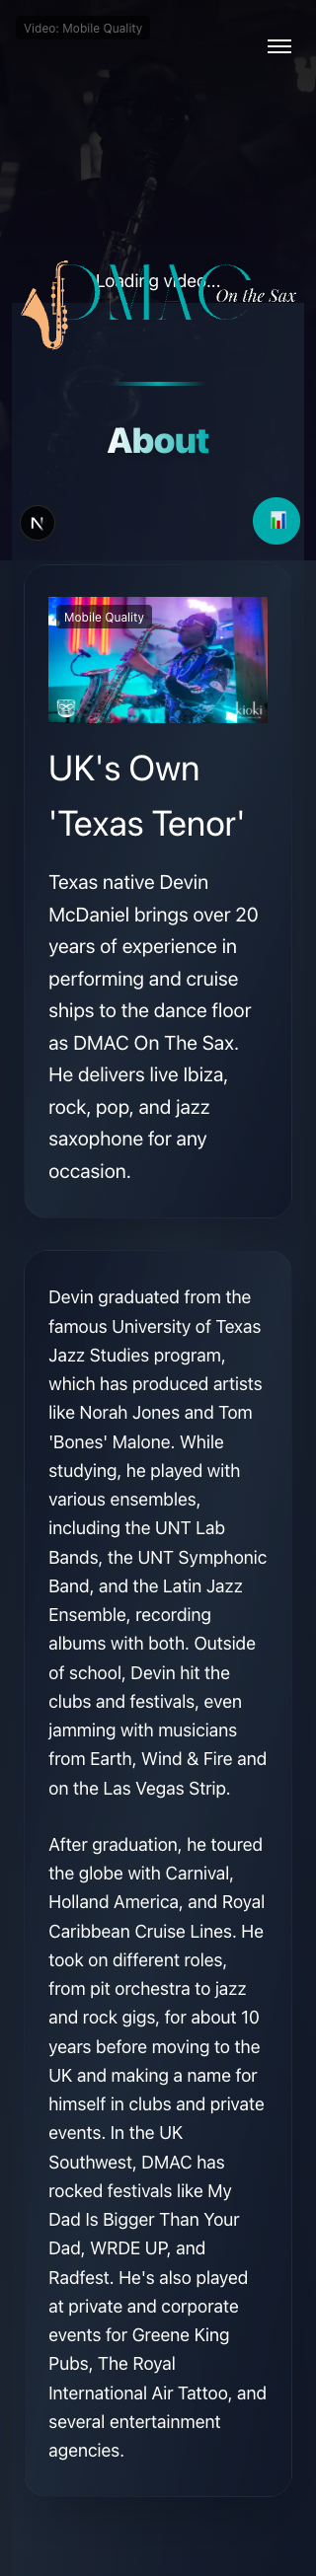 Video: Mobile Quality
Loading video...
DMAC
On the Sax
About
N
Mobile Quality
kioki
UK's Own
'Texas Tenor'
Texas native Devin
McDaniel brings over 20
years of experience in
performing and cruise
ships to the dance floor
as DMAC On The Sax.
He delivers live Ibiza,
rock, pop, and jazz
saxophone for any
occasion.
Devin graduated from the
famous University of Texas
Jazz Studies program,
which has produced artists
like Norah Jones and Tom
'Bones' Malone. While
studying, he played with
various ensembles,
including the UNT Lab
Bands, the UNT Symphonic
Band, and the Latin Jazz
Ensemble, recording
albums with both. Outside
of school, Devin hit the
clubs and festivals, even
jamming with musicians
from Earth, Wind & Fire and
on the Las Vegas Strip.
After graduation, he toured
the globe with Carnival,
Holland America, and Royal
Caribbean Cruise Lines. He
took on different roles,
from pit orchestra to jazz
and rock gigs, for about 10
years before moving to the
UK and making a name for
himself in clubs and private
events. In the UK
Southwest, DMAC has
rocked festivals like My
Dad Is Bigger Than Your
Dad, WRDE UP, and
Radfest. He's also played
at private and corporate
events for Greene King
Pubs, The Royal
International Air Tattoo, and
several entertainment
agencies.